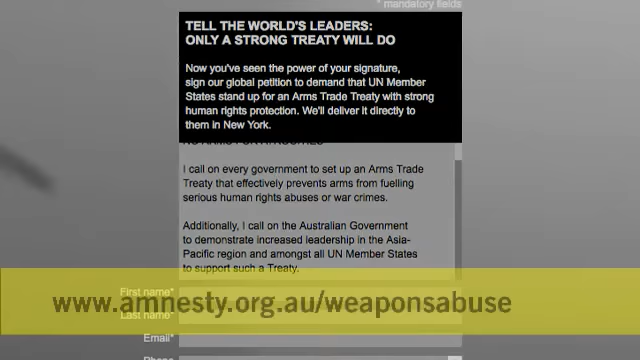 * mandatory fields
TELL THE WORLD'S LEADERS:
ONLY A STRONG TREATY WILL DO
Now you've seen the power of your signature,
sign our global petition to demand that UN Member
States stand up for an Arms Trade Treaty with strong
human rights protection. We'll deliver it directly to
them in New York.
I call on every government to set up an Arms Trade
Treaty that effectively prevents arms from fuelling
serious human rights abuses or war crimes.
Additionally, I call on the Australian Government
to demonstrate increased leadership in the Asia-
Pacific region and amongst all UN Member States
to support such a Treaty.
First name*
www.amnesty.org.au/weaponsabuse
Last name*
Email*